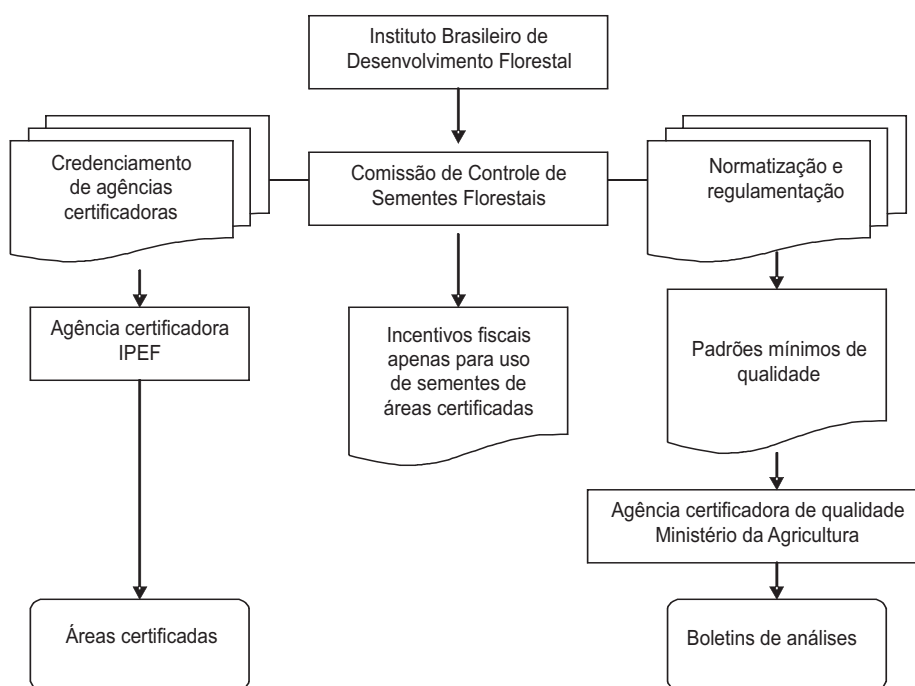 Instituto Brasileiro de
Desenvolvimento Florestal
Credenciamento
de agências
certificadoras
Comissão de Controle de
Sementes Florestais
Normatização e
regulamentação
Agência certificadora
IPEF
Incentivos fiscais
apenas para uso
de sementes de
áreas certificadas
Padrões mínimos de
qualidade
Agência certificadora de qualidade
Ministério da Agricultura
Áreas certificadas
Boletins de análises